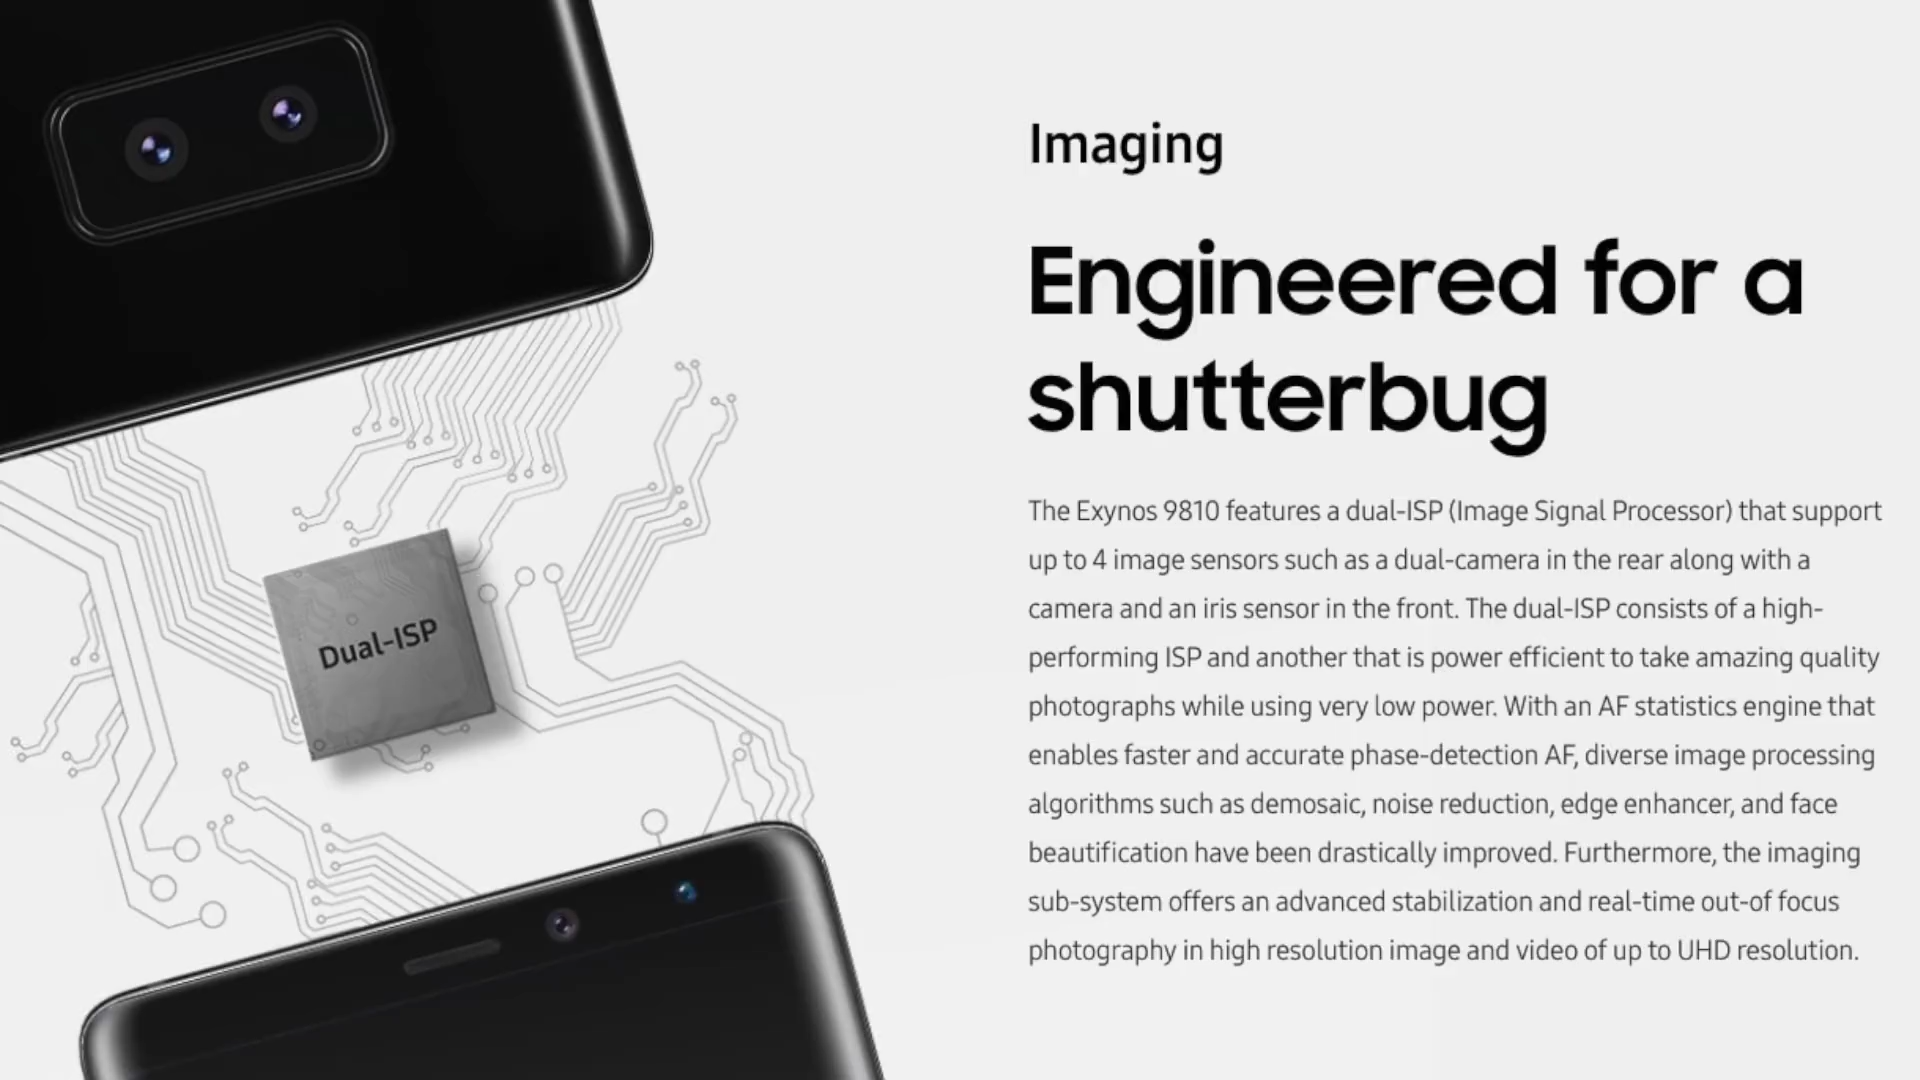 Imaging
Engineered for a
shutterbug
The Exynos 9810 features a dual-ISP (Image Signal Processor) that support
up to 4 image sensors such as a dual-camera in the rear along with a
camera and an iris sensor in the front. The dual-ISP consists of a high-
performing ISP and another that is power efficient to take amazing quality
photographs while using very low power. With an AF statistics engine that
enables faster and accurate phase-detection AF, diverse image processing
algorithms such as demosaic, noise reduction, edge enhancer, and face
beautification have been drastically improved. Furthermore, the imaging
sub-system offers an advanced stabilization and real-time out-of focus
photography in high resolution image and video of up to UHD resolution.
Dual-ISP